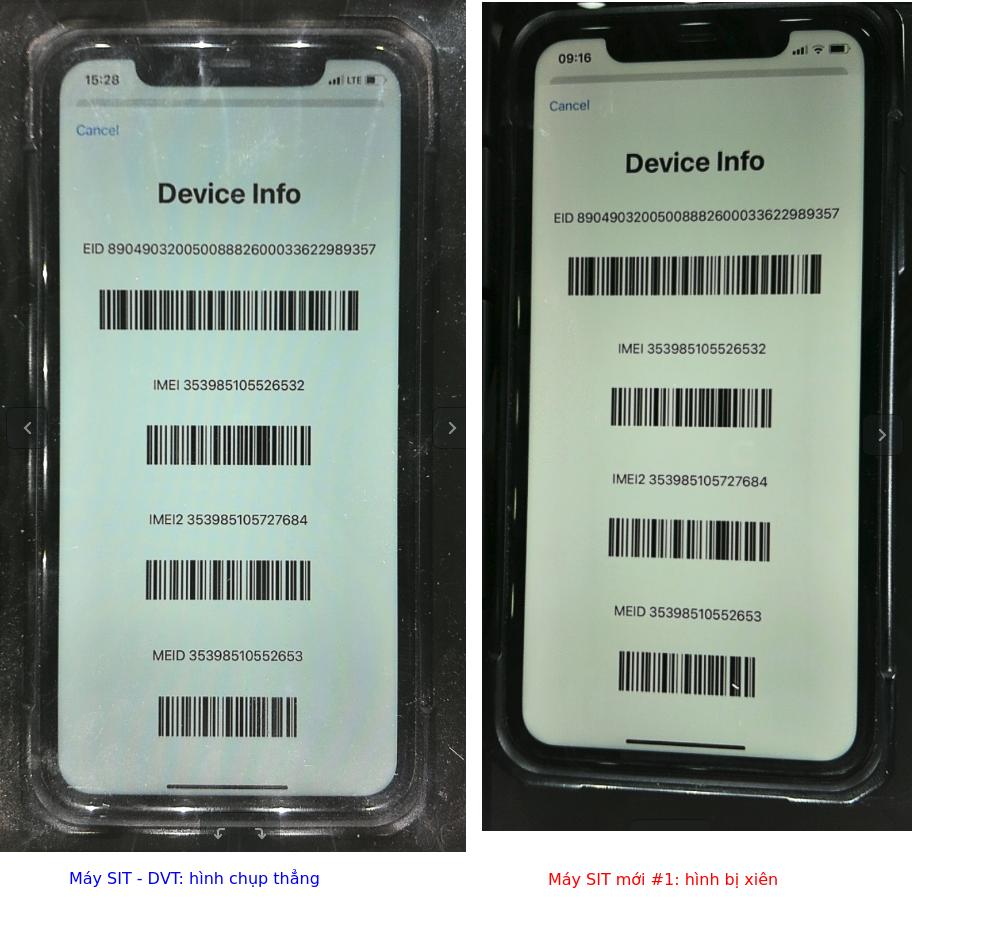 15:28
LTE
Cancel
Device Info
EID 89049032005008882600033622989357
IMEI 353985105526532
IMEI2 353985105727684
MEID 35398510552653
Máy SIT - DVT: hình chụp thẳng
09:16
Cancel
Device Info
EID 89049032005008882600033622989357
IMEI 353985105526532
IMEI2 353985105727684
MEID 35398510552653
Máy SIT mới #1: hình bị xiên